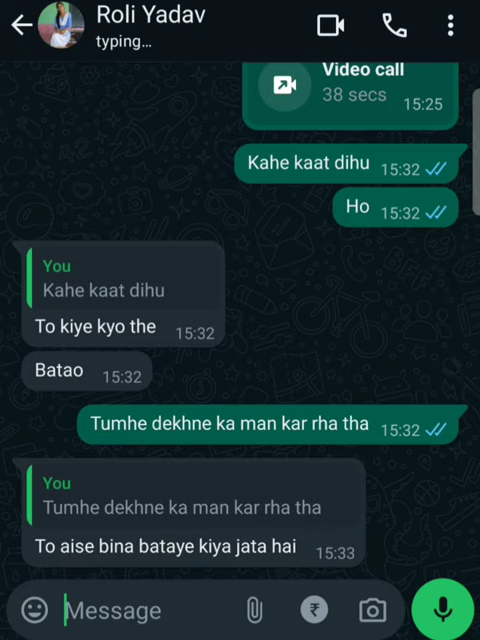 Roli Yadav
typing...
Video call
38 secs 15:25
Kahe kaat dihu 15:32
Ho 15:32
You
Kahe kaat dihu
To kiye kyo the 15:32
Batao 15:32
Tumhe dekhne ka man kar rha tha 15:32
You
Tumhe dekhne ka man kar rha tha
To aise bina bataye kiya jata hai 15:33
Message ₹